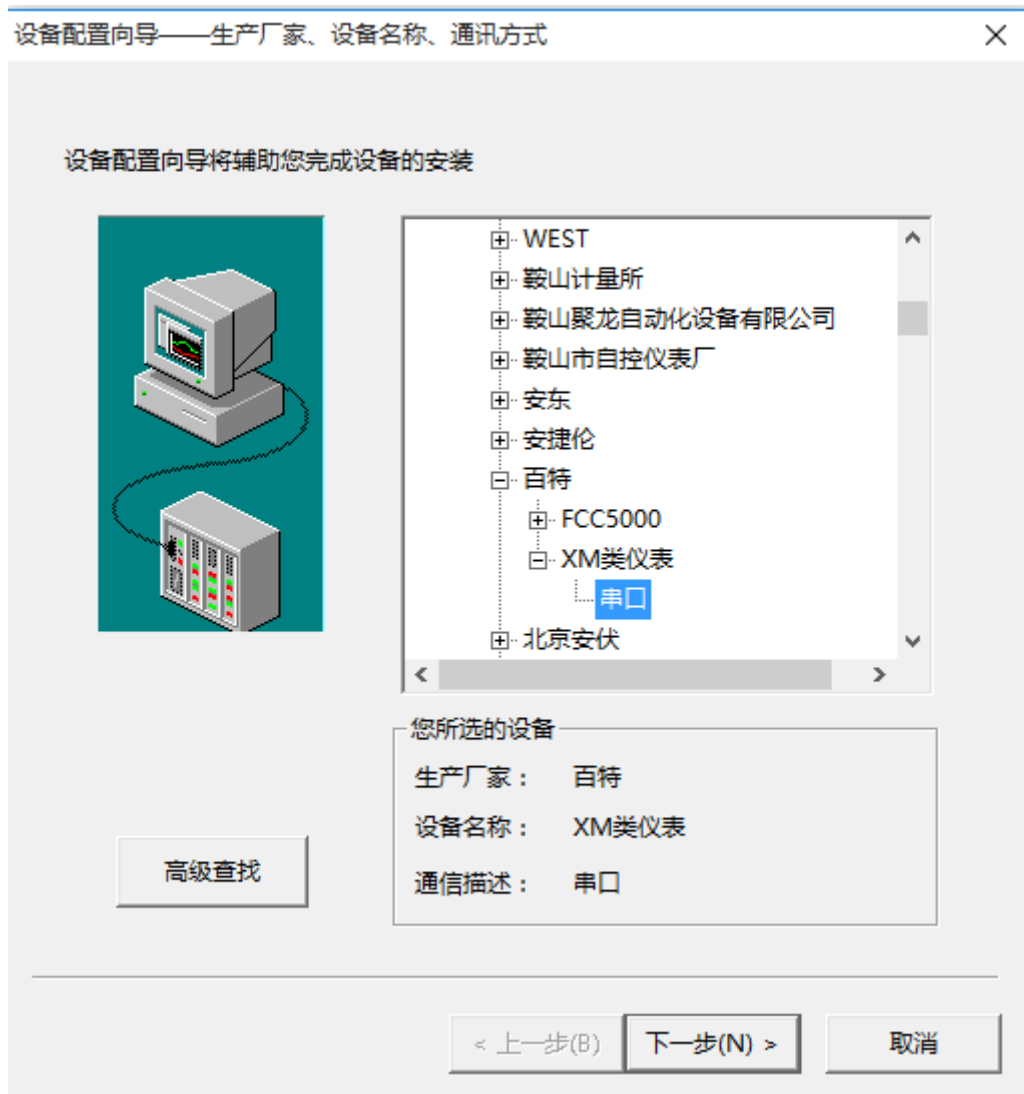 设备配置向导——生产厂家、设备名称、通讯方式
设备配置向导将辅助您完成设备的安装
WEST
鞍山计量所
鞍山聚龙自动化设备有限公司
鞍山市自控仪表厂
安东
安捷伦
百特
FCC5000
XM类仪表
串口
北京安伏
您所选的设备
生产厂家： 百特
设备名称： XM类仪表
通信描述： 串口
高级查找
< 上一步(B) 下一步(N) > 取消